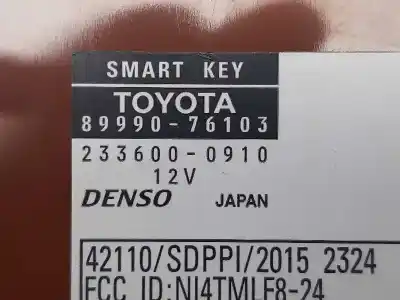 SMART KEY
TOYOTA
89990-76103
233600-0910
12V
DENSO JAPAN
42110/SDPPI/2015 2324
FCC ID:NI4TMLF8-24